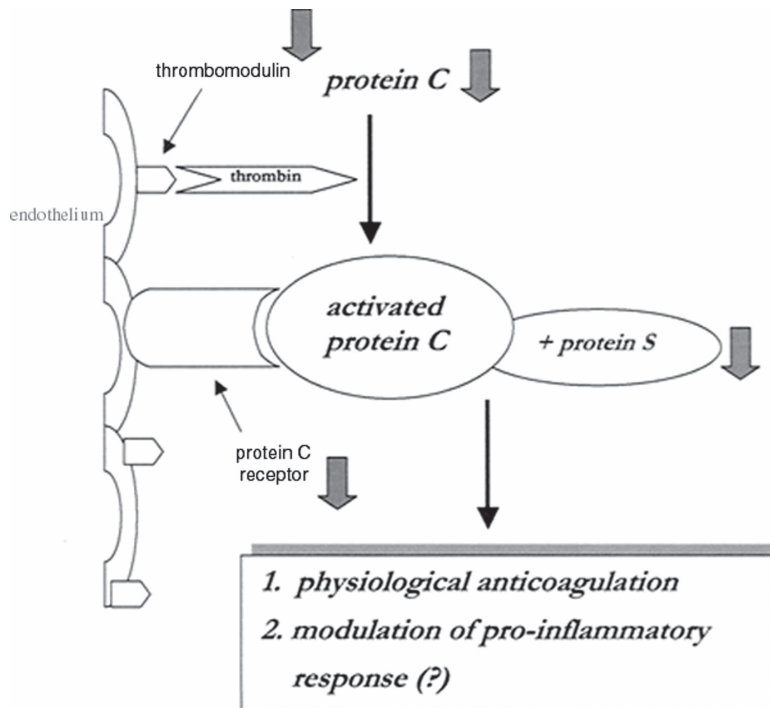 thrombomodulin
protein C
thrombin
endothelium
activated
protein C
+ protein S
protein C
receptor
1. physiological anticoagulation
2. modulation of pro-inflammatory
response (?)